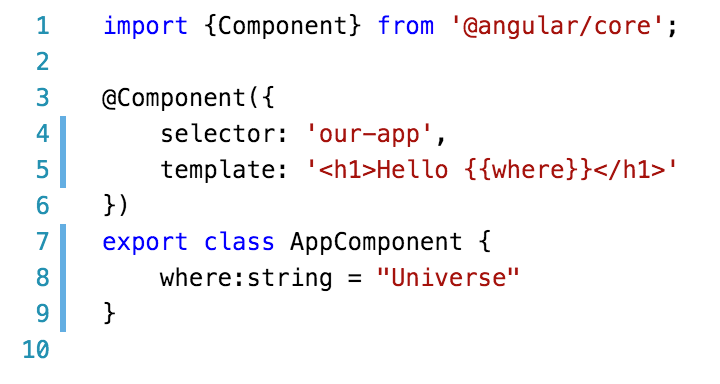 1 import {Component} from '@angular/core';
2
3 @Component({
4     selector: 'our-app',
5     template: '<h1>Hello {{where}}</h1>'
6 })
7 export class AppComponent {
8     where:string = "Universe"
9 }
10